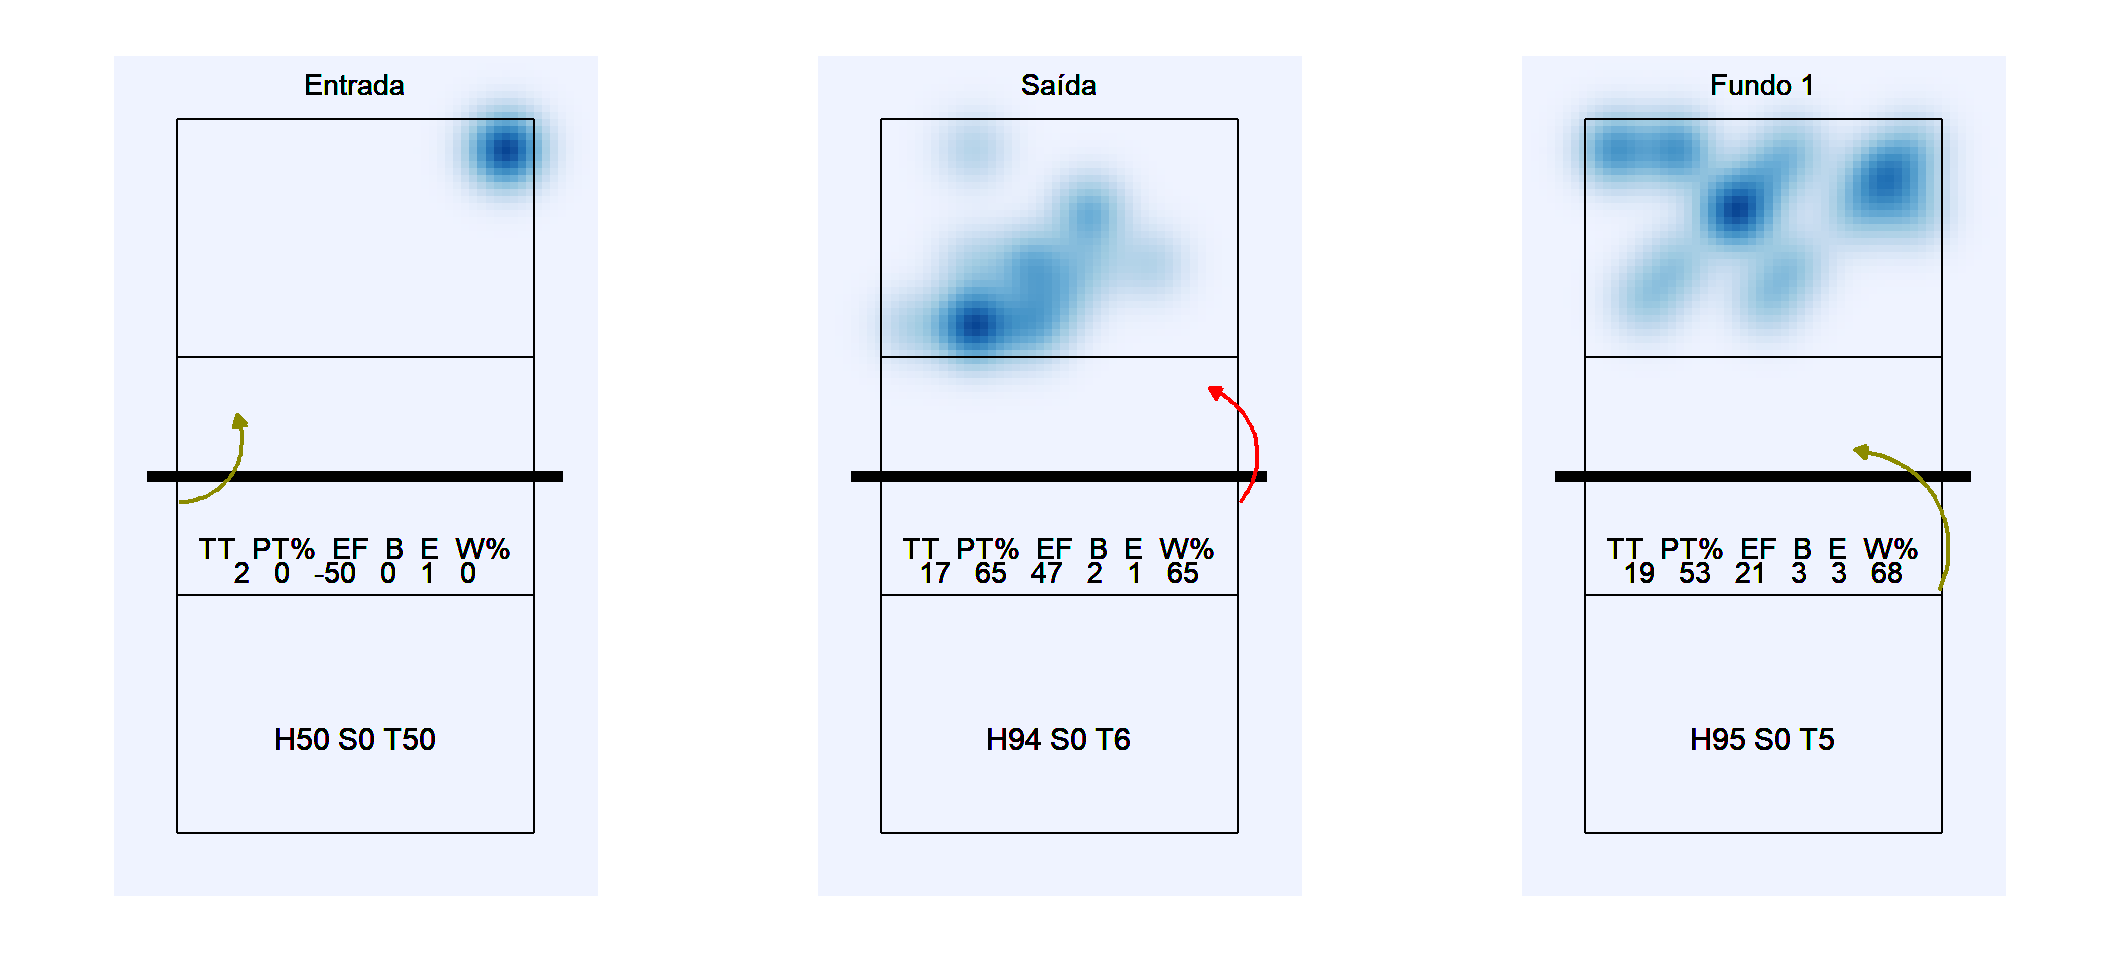 Entrada
TT PT% EF B E W%
2 0 -50 0 1 0
H50 S0 T50
Saída
TT PT% EF B E W%
17 65 47 2 1 65
H94 S0 T6
Fundo 1
TT PT% EF B E W%
19 53 21 3 3 68
H95 S0 T5